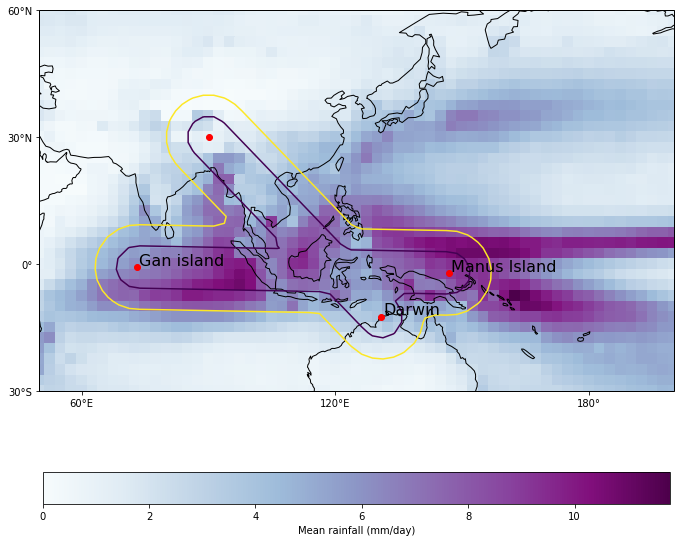 60°N
30°N
Gan island
Manus Island
0°
Darwin
30°S
60°E 120°E 180°
0 2 4 6 8 10
Mean rainfall (mm/day)